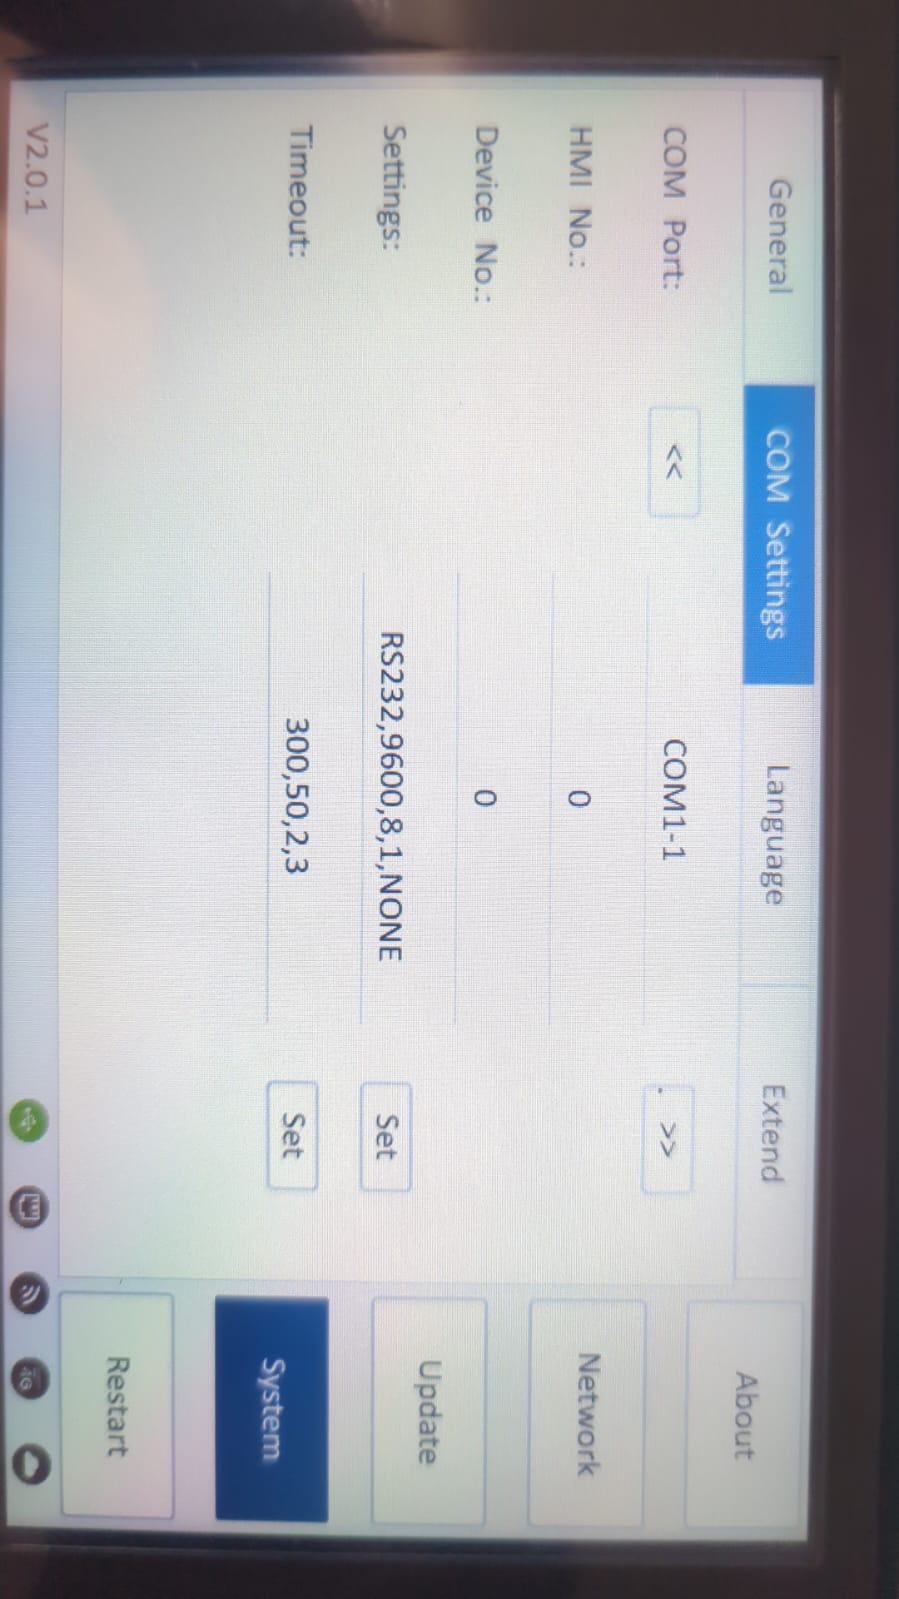 General COM Settings Language Extend
COM Port: << COM1-1 >>
HMI No.: 0
Device No.: 0
Settings: RS232,9600,8,1,NONE Set
Timeout: 300,50,2,3 Set
About
Network
Update
System
Restart
V2.0.1
4G